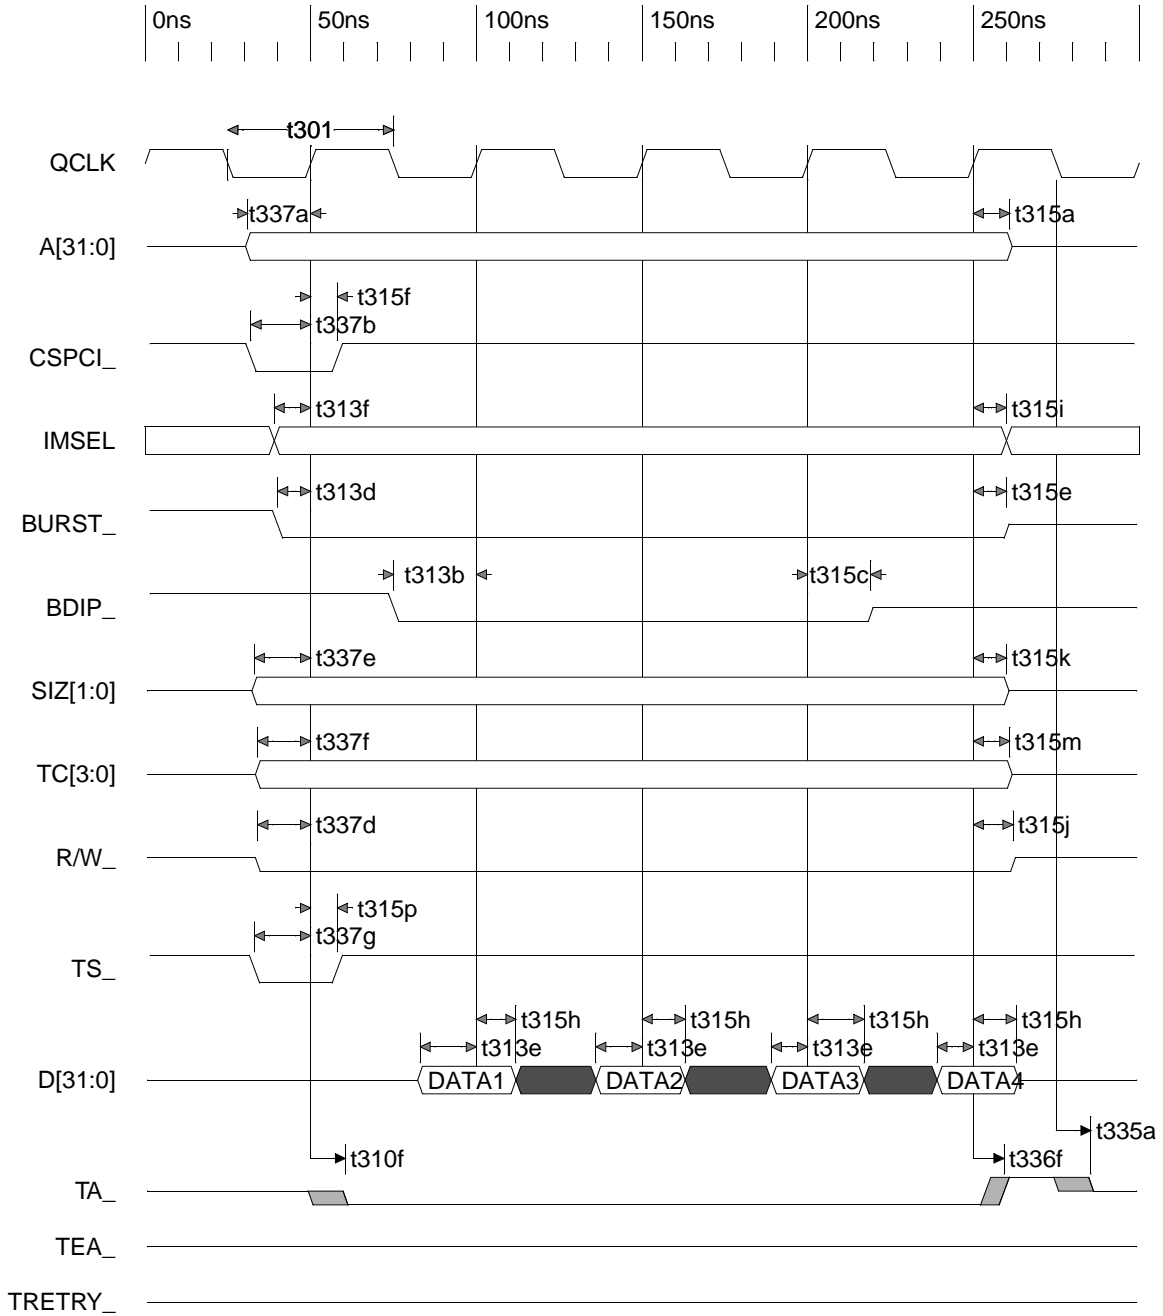 0ns 50ns 100ns 150ns 200ns 250ns
t301
QCLK
t337a t315a
A[31:0]
t315f
t337b
CSPCI_
t313f t315i
IMSEL
t313d t315e
BURST_
t313b t315c
BDIP_
t337e t315k
SIZ[1:0]
t337f t315m
TC[3:0]
t337d t315j
R/W_
t315p
t337g
TS_
t315h t315h t315h t315h
t313e t313e t313e t313e
D[31:0] DATA1 DATA2 DATA3 DATA4
t335a
t310f t336f
TA_
TEA_
TRETRY_